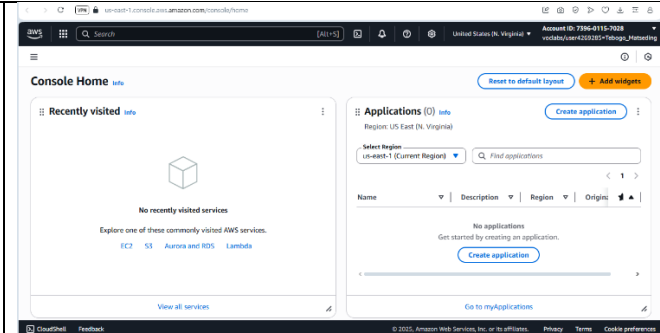 VPN us-east-1.console.aws.amazon.com/console/home
aws Search [Alt+S] United States (N. Virginia) ▼ Account ID: 7396-0115-7028
voclabs/user4269285=Tebogo_Matseding
Console Home Info Reset to default layout + Add widgets
Recently visited Info
No recently visited services
Explore one of these commonly visited AWS services.
EC2 S3 Aurora and RDS Lambda
View all services
Applications (0) Info Create application
Region: US East (N. Virginia)
Select Region
us-east-1 (Current Region) Find applications
1
Name Description Region Origin
No applications
Get started by creating an application.
Create application
Go to myApplications
CloudShell Feedback © 2025, Amazon Web Services, Inc. or its affiliates. Privacy Terms Cookie preferences